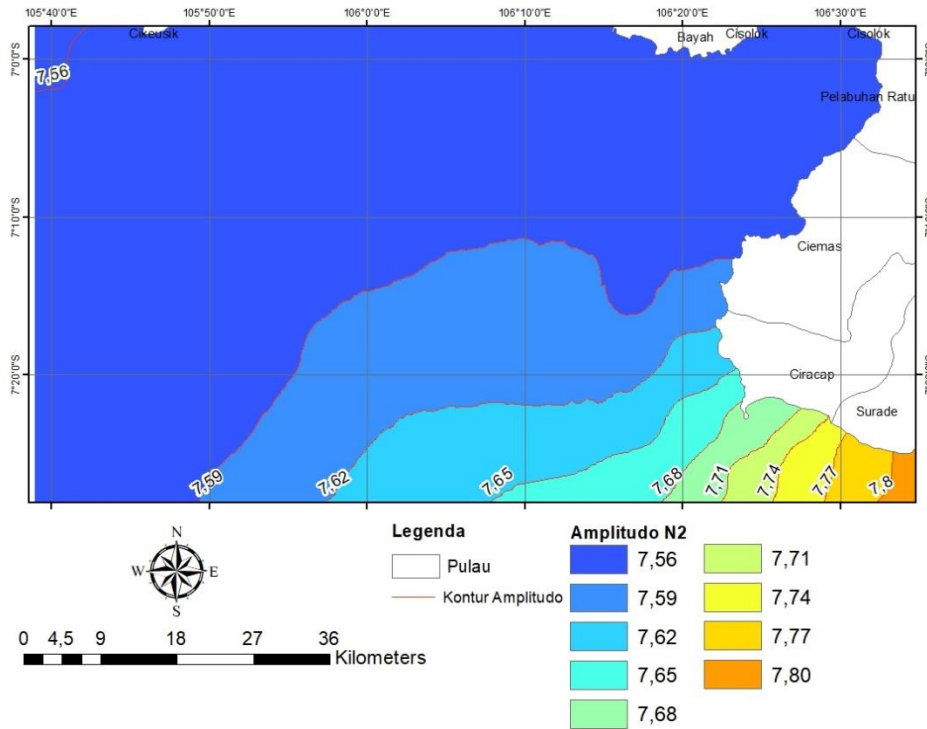 105°40'0"E 105°50'0"E 106°0'0"E 106°10'0"E 106°20'0"E 106°30'0"E
Cikeusik Bayah Cisolok Cisolok
7°0'0"S
7,56
Pelabuhan Ratu
7°10'0"S
Ciemas
7°20'0"S
Ciracap
Surade
7,59 7,62 7,65 7,68 7,71 7,74 7,77 7,8
N
W E
S
0 4,5 9 18 27 36
Kilometers
Legenda
Pulau
Kontur Amplitudo
Amplitudo N2
7,56
7,59
7,62
7,65
7,68
7,71
7,74
7,77
7,80